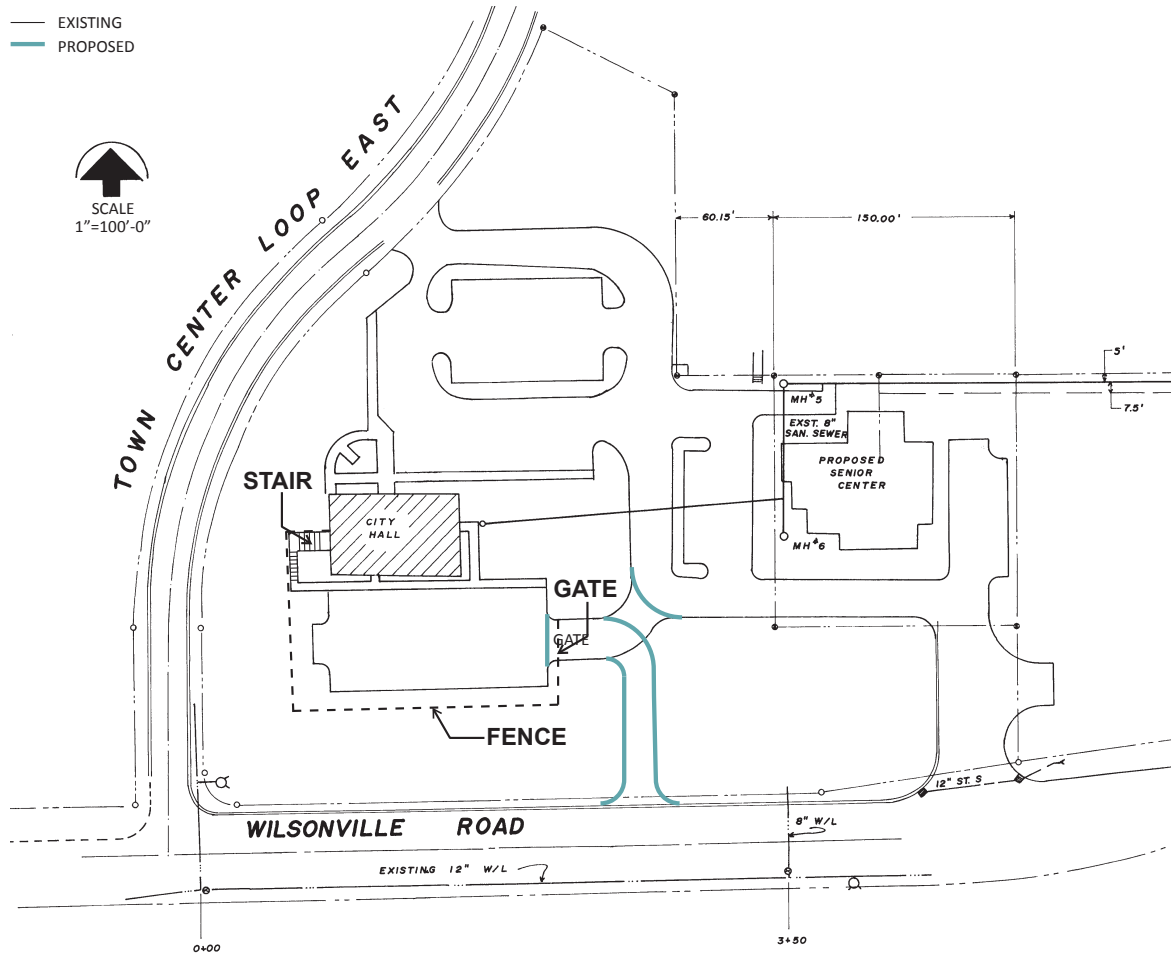 EXISTING
PROPOSED
SCALE
1"=100'-0"
TOWN CENTER LOOP EAST
60.15'
150.00'
5'
7.5'
MH#5
EXST. 8"
SAN. SEWER
PROPOSED
SENIOR
CENTER
STAIR
CITY
HALL
MH#6
GATE
GATE
FENCE
12" ST. S
WILSONVILLE ROAD
8" W/L
EXISTING 12" W/L
0+00
3+50